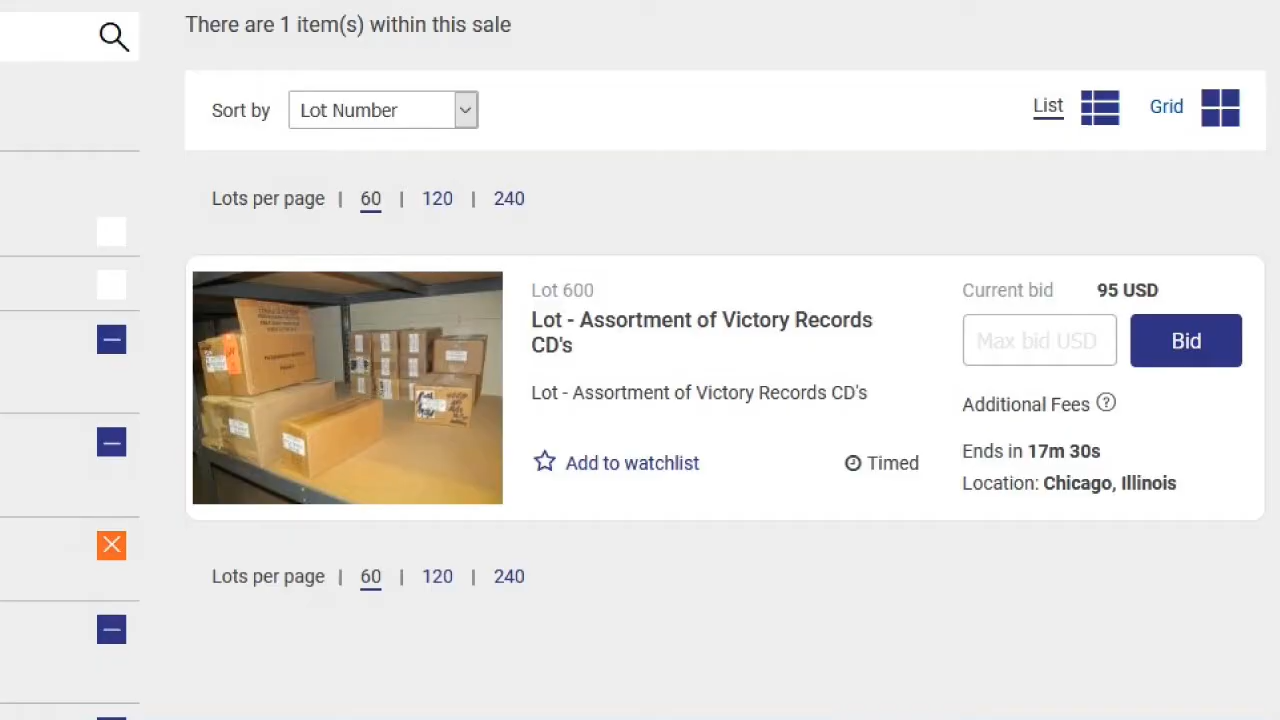 There are 1 item(s) within this sale
Sort by Lot Number List Grid
Lots per page | 60 | 120 | 240
Lot 600
Lot - Assortment of Victory Records
CD's
Lot - Assortment of Victory Records CD's
Add to watchlist Timed
Current bid 95 USD
Max bid USD Bid
Additional Fees ?
Ends in 17m 30s
Location: Chicago, Illinois
Lots per page | 60 | 120 | 240